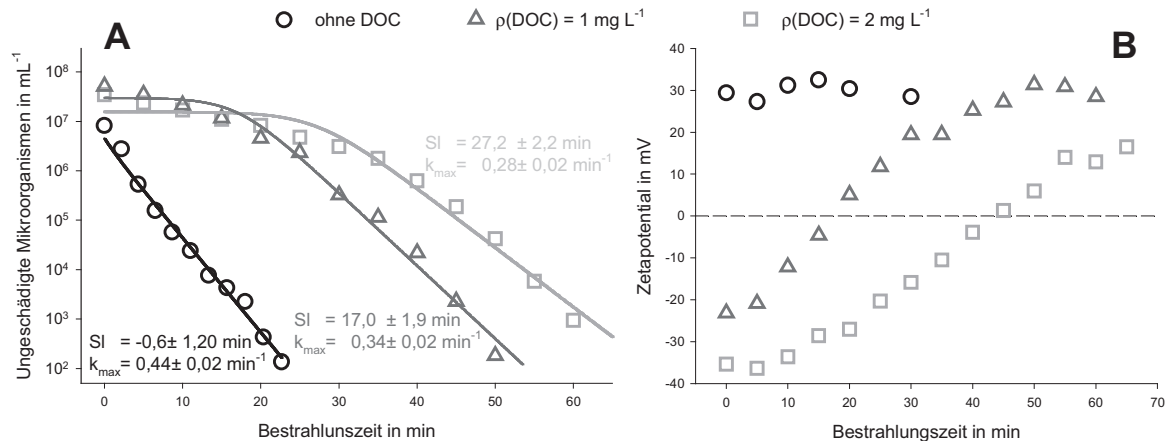 ohne DOC
ρ(DOC) = 1 mg L⁻¹
ρ(DOC) = 2 mg L⁻¹
A
Ungeschädigte Mikroorganismen in mL⁻¹
10⁸
10⁷
10⁶
10⁵
10⁴
10³
10²
SI = 27,2 ± 2,2 min
kmax= 0,28± 0,02 min⁻¹
SI = 17,0 ± 1,9 min
kmax= 0,34± 0,02 min⁻¹
SI = -0,6± 1,20 min
kmax= 0,44± 0,02 min⁻¹
0 10 20 30 40 50 60
Bestrahlunszeit in min
B
Zetapotential in mV
40
30
20
10
0
-10
-20
-30
-40
0 10 20 30 40 50 60 70
Bestrahlungszeit in min